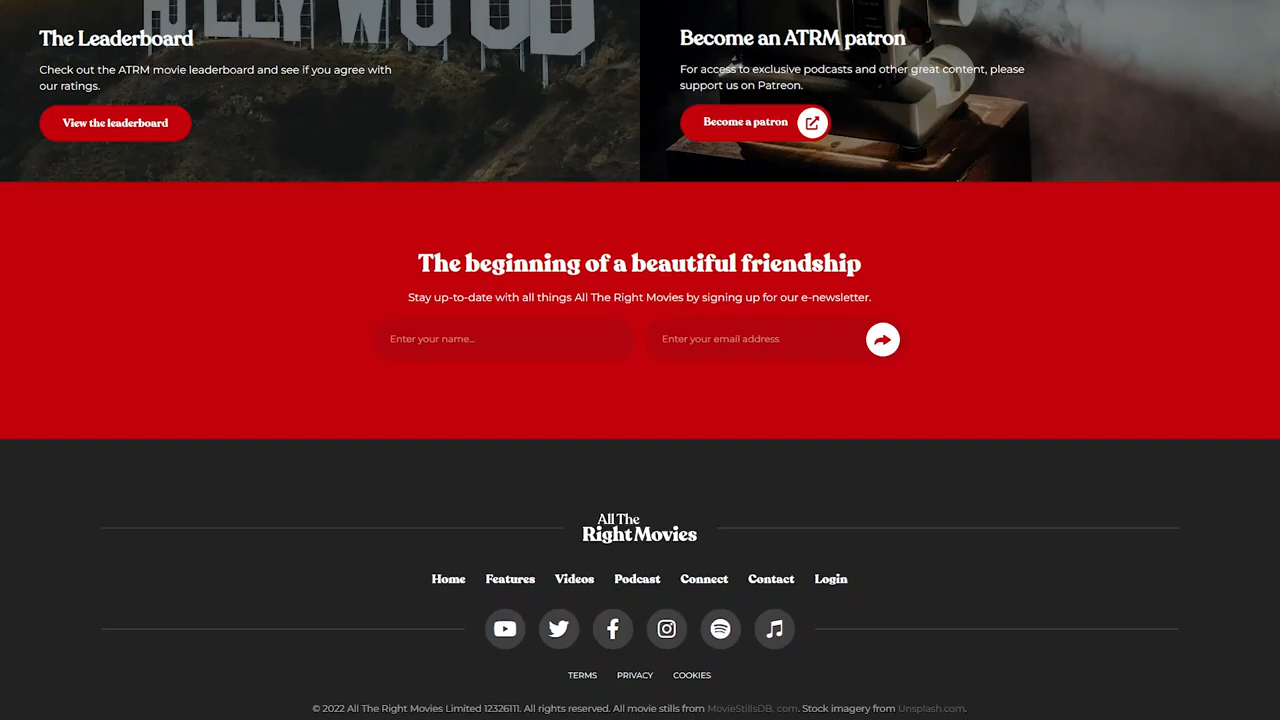 HOLLYWOOD
The Leaderboard
Check out the ATRM movie leaderboard and see if you agree with
our ratings.
View the leaderboard
Become an ATRM patron
For access to exclusive podcasts and other great content, please
support us on Patreon.
Become a patron
The beginning of a beautiful friendship
Stay up-to-date with all things All The Right Movies by signing up for our e-newsletter.
Enter your name...
Enter your email address
All The
Right Movies
Home Features Videos Podcast Connect Contact Login
TERMS PRIVACY COOKIES
© 2022 All The Right Movies Limited 12326111. All rights reserved. All movie stills from MovieStillsDB. com. Stock imagery from Unsplash.com.